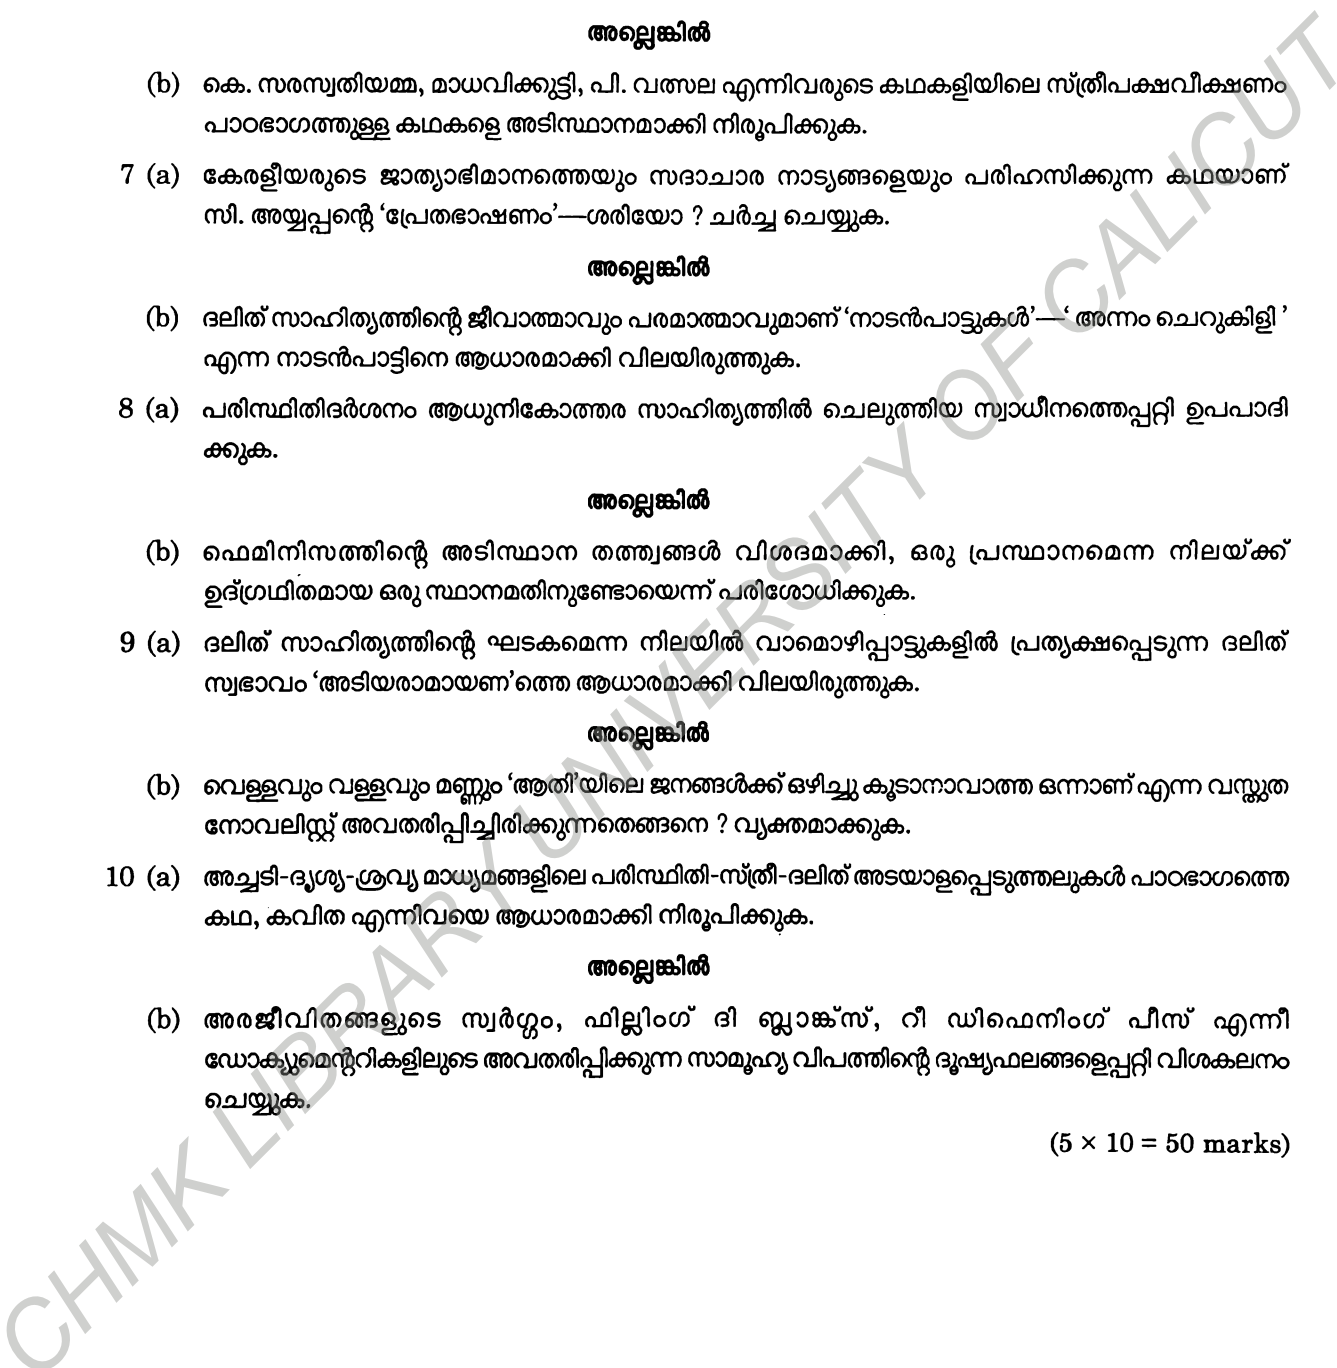 അല്ലെങ്കിൽ
(b) കെ. സരസ്വതിയമ്മ, മാധവിക്കുട്ടി, പി. വത്സല എന്നിവരുടെ കഥകളിയിലെ സ്ത്രീപക്ഷവീക്ഷണം
പാഠഭാഗത്തുള്ള കഥകളെ അടിസ്ഥാനമാക്കി നിരൂപിക്കുക.
7 (a) കേരളീയരുടെ ജാത്യാഭിമാനത്തെയും സദാചാര നാട്യങ്ങളെയും പരിഹസിക്കുന്ന കഥയാണ്
സി. അയ്യപ്പന്റെ ‘പ്രേതഭാഷണം’—ശരിയോ ? ചർച്ച ചെയ്യുക.
അല്ലെങ്കിൽ
(b) ദലിത് സാഹിത്യത്തിന്റെ ജീവാത്മാവും പരമാത്മാവുമാണ് ‘നാടൻപാട്ടുകൾ’—‘ അന്നം ചെറുകിളി ’
എന്ന നാടൻപാട്ടിനെ ആധാരമാക്കി വിലയിരുത്തുക.
8 (a) പരിസ്ഥിതിദർശനം ആധുനികോത്തര സാഹിത്യത്തിൽ ചെലുത്തിയ സ്വാധീനത്തെപ്പറ്റി ഉപപാദി
ക്കുക.
അല്ലെങ്കിൽ
(b) ഫെമിനിസത്തിന്റെ അടിസ്ഥാന തത്ത്വങ്ങൾ വിശദമാക്കി, ഒരു പ്രസ്ഥാനമെന്ന നിലയ്ക്ക്
ഉദ്ഗ്രഥിതമായ ഒരു സ്ഥാനമതിനുണ്ടോയെന്ന് പരിശോധിക്കുക.
9 (a) ദലിത് സാഹിത്യത്തിന്റെ ഘടകമെന്ന നിലയിൽ വാമൊഴിപ്പാട്ടുകളിൽ പ്രത്യക്ഷപ്പെടുന്ന ദലിത്
സ്വഭാവം ‘അടിയരാമായണ’ത്തെ ആധാരമാക്കി വിലയിരുത്തുക.
അല്ലെങ്കിൽ
(b) വെള്ളവും വള്ളവും മണ്ണും ‘ആതി’യിലെ ജനങ്ങൾക്ക് ഒഴിച്ചു കൂടാനാവാത്ത ഒന്നാണ് എന്ന വസ്തുത
നോവലിസ്റ്റ് അവതരിപ്പിച്ചിരിക്കുന്നതെങ്ങനെ ? വ്യക്തമാക്കുക.
10 (a) അച്ചടി-ദൃശ്യ-ശ്രവ്യ മാധ്യമങ്ങളിലെ പരിസ്ഥിതി-സ്ത്രീ-ദലിത് അടയാളപ്പെടുത്തലുകൾ പാഠഭാഗത്തെ
കഥ, കവിത എന്നിവയെ ആധാരമാക്കി നിരൂപിക്കുക.
അല്ലെങ്കിൽ
(b) അരജീവിതങ്ങളുടെ സ്വർഗ്ഗം, ഫില്ലിംഗ് ദി ബ്ലാങ്ക്സ്, റീ ഡിഫെനിംഗ് പീസ് എന്നീ
ഡോക്യുമെന്ററികളിലുടെ അവതരിപ്പിക്കുന്ന സാമൂഹ്യ വിപത്തിന്റെ ദൂഷ്യഫലങ്ങളെപ്പറ്റി വിശകലനം
ചെയ്യുക.
(5 × 10 = 50 marks)
CHMK LIBRARY UNIVERSITY OF CALICUT